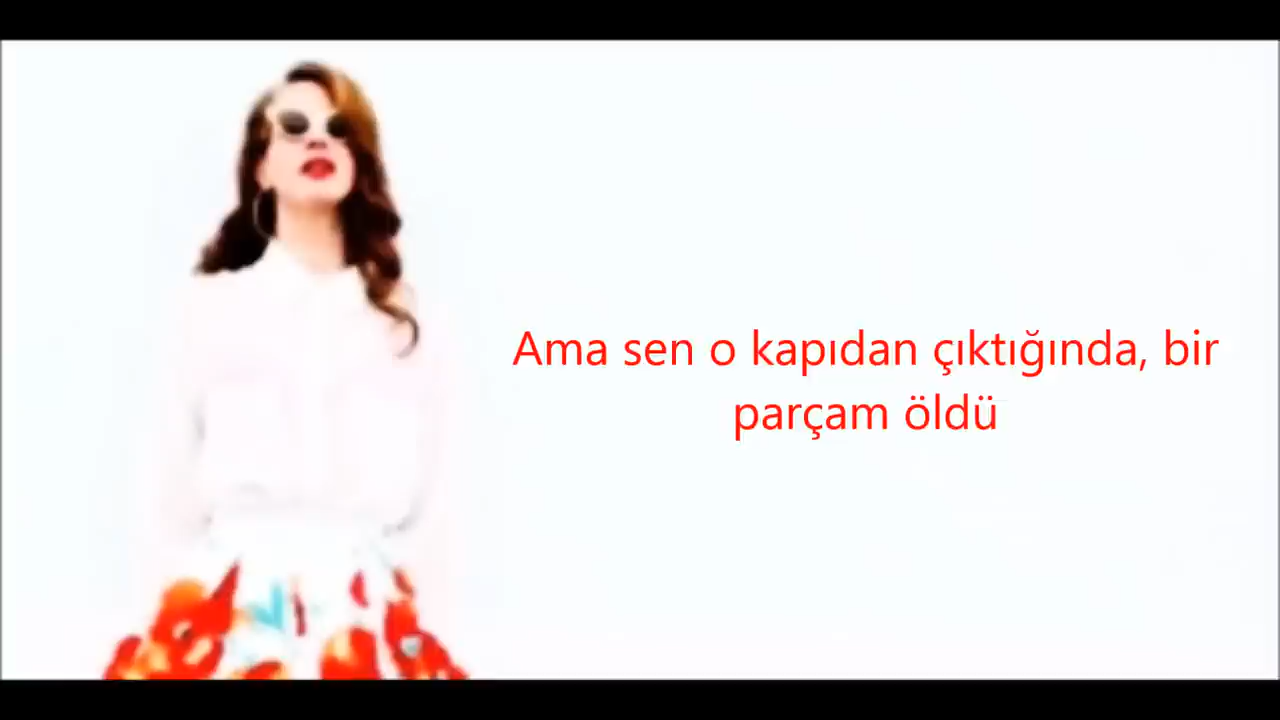 Ama sen o kapıdan çıktığında, bir
parçam öldü